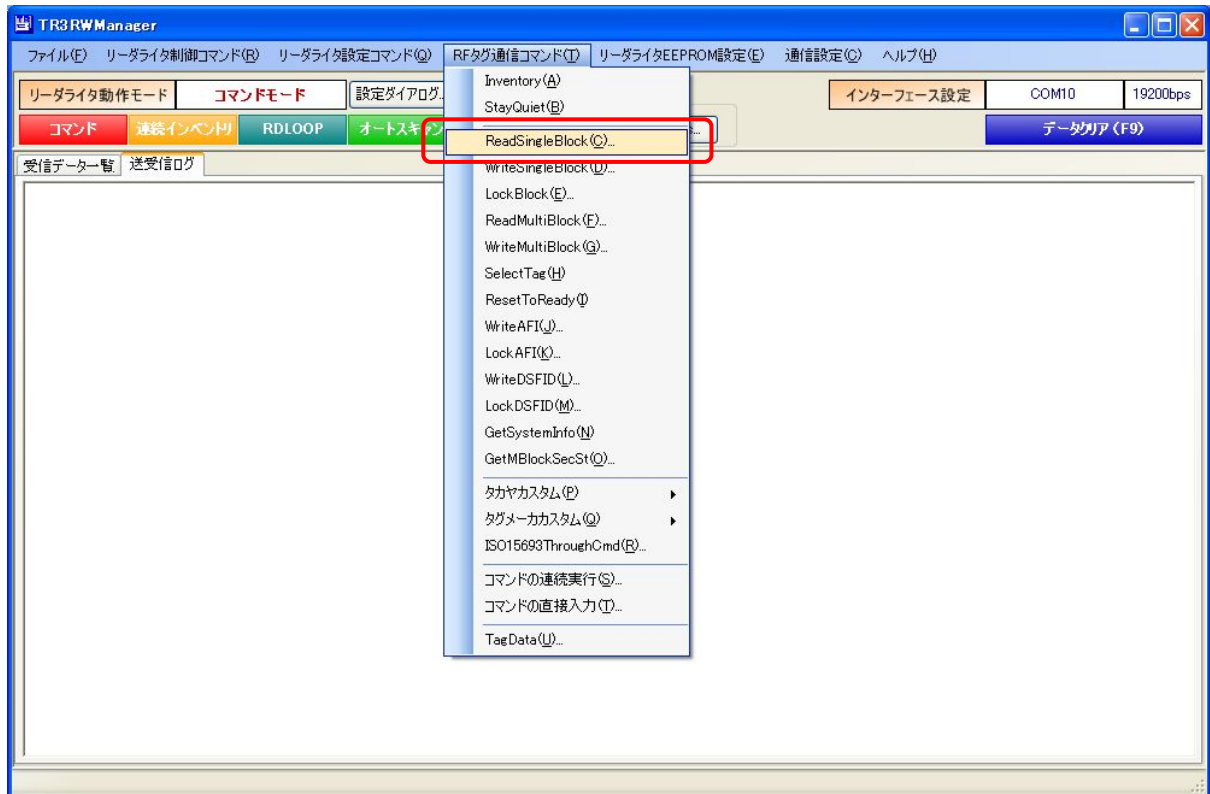 TR3RWManager
ファイル(F) リーダライタ制御コマンド(R) リーダライタ設定コマンド(Q) RFタグ通信コマンド(T) リーダライタEEPROM設定(E) 通信設定(C) ヘルプ(H)
リーダライタ動作モード コマンドモード 設定ダイアログ... インターフェース設定 COM10 19200bps
コマンド 連続インベントリ RDLOOP オートスキャン データクリア(F9)
受信データ一覧 送受信ログ
Inventory(A)
StayQuiet(B)
ReadSingleBlock(C)...
WriteSingleBlock(D)...
LockBlock(E)...
ReadMultiBlock(F)...
WriteMultiBlock(G)...
SelectTag(H)
ResetToReady(I)
WriteAFI(J)...
LockAFI(K)...
WriteDSFID(L)...
LockDSFID(M)...
GetSystemInfo(N)
GetMBlockSecSt(O)...
タカヤカスタム(P)
タグメーカカスタム(Q)
ISO15693ThroughCmd(R)...
コマンドの連続実行(S)...
コマンドの直接入力(T)...
TagData(U)...